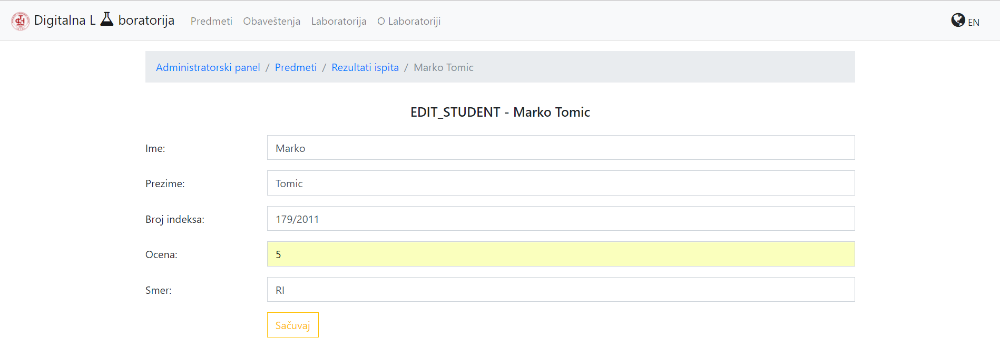 Digitalna L boratorija Predmeti Obaveštenja Laboratorija O Laboratoriji EN
Administratorski panel / Predmeti / Rezultati ispita / Marko Tomic
EDIT_STUDENT - Marko Tomic
Ime: Marko
Prezime: Tomic
Broj indeksa: 179/2011
Ocena: 5
Smer: RI
Sačuvaj